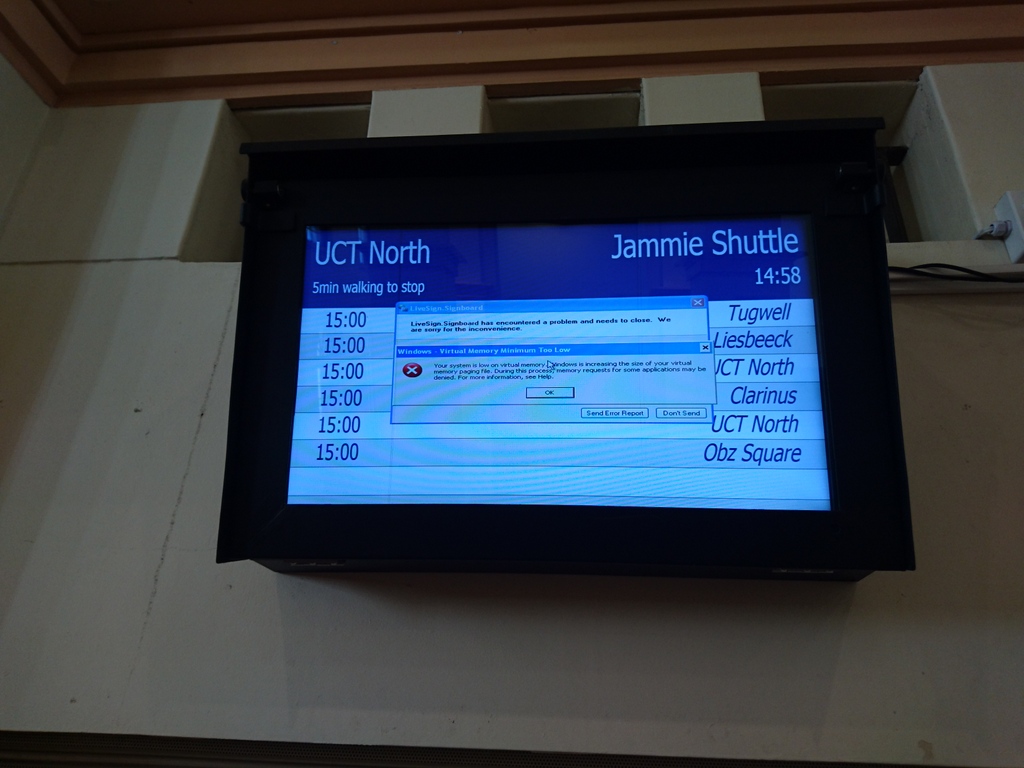 UCT North
Jammie Shuttle
14:58
5min walking to stop
LiveSign.Signboard
LiveSign.Signboard has encountered a problem and needs to close. We
are sorry for the inconvenience.
Windows - Virtual Memory Minimum Too Low
Your system is low on virtual memory. Windows is increasing the size of your virtual
memory paging file. During this process, memory requests for some applications may be
denied. For more information, see Help.
OK
Send Error Report
Don't Send
15:00 Tugwell
15:00 Liesbeeck
15:00 UCT North
15:00 Clarinus
15:00 UCT North
15:00 Obz Square